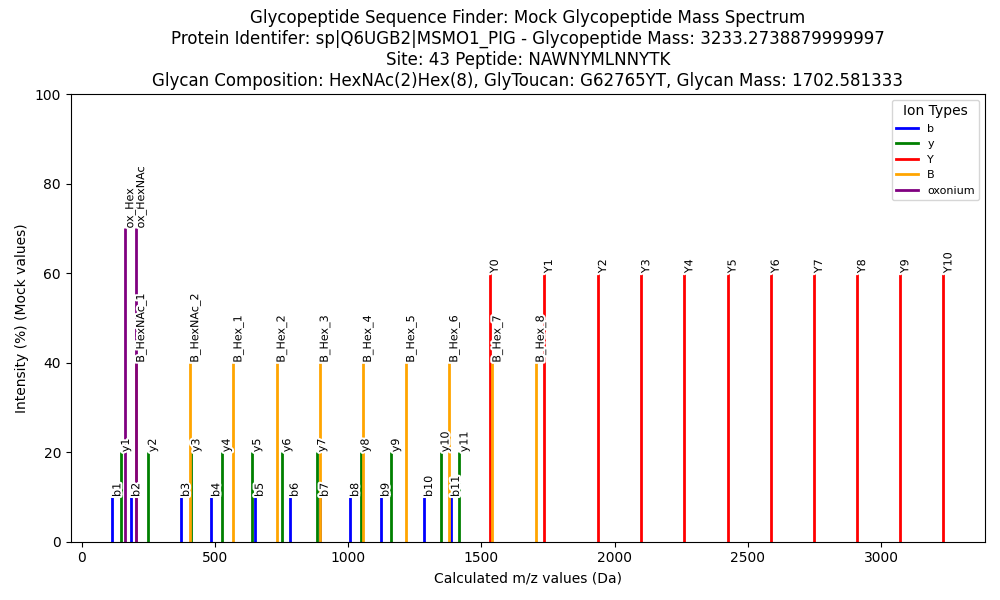 Glycopeptide Sequence Finder: Mock Glycopeptide Mass Spectrum
Protein Identifer: sp|Q6UGB2|MSMO1_PIG - Glycopeptide Mass: 3233.2738879999997
Site: 43 Peptide: NAWNYMLNNYTK
Glycan Composition: HexNAc(2)Hex(8), GlyToucan: G62765YT, Glycan Mass: 1702.581333
Intensity (%) (Mock values)
100
80
60
40
20
0
Ion Types
b
y
Y
B
oxonium
ox_Hex
ox_HexNAc
B_HexNAc_1
B_HexNAc_2
B_Hex_1
B_Hex_2
B_Hex_3
B_Hex_4
B_Hex_5
B_Hex_6
B_Hex_7
B_Hex_8
Y0
Y1
Y2
Y3
Y4
Y5
Y6
Y7
Y8
Y9
Y10
y1
y2
y3
y4
y5
y6
y7
y8
y9
y10
y11
b1
b2
b3
b4
b5
b6
b7
b8
b9
b10
b11
0
500
1000
1500
2000
2500
3000
Calculated m/z values (Da)